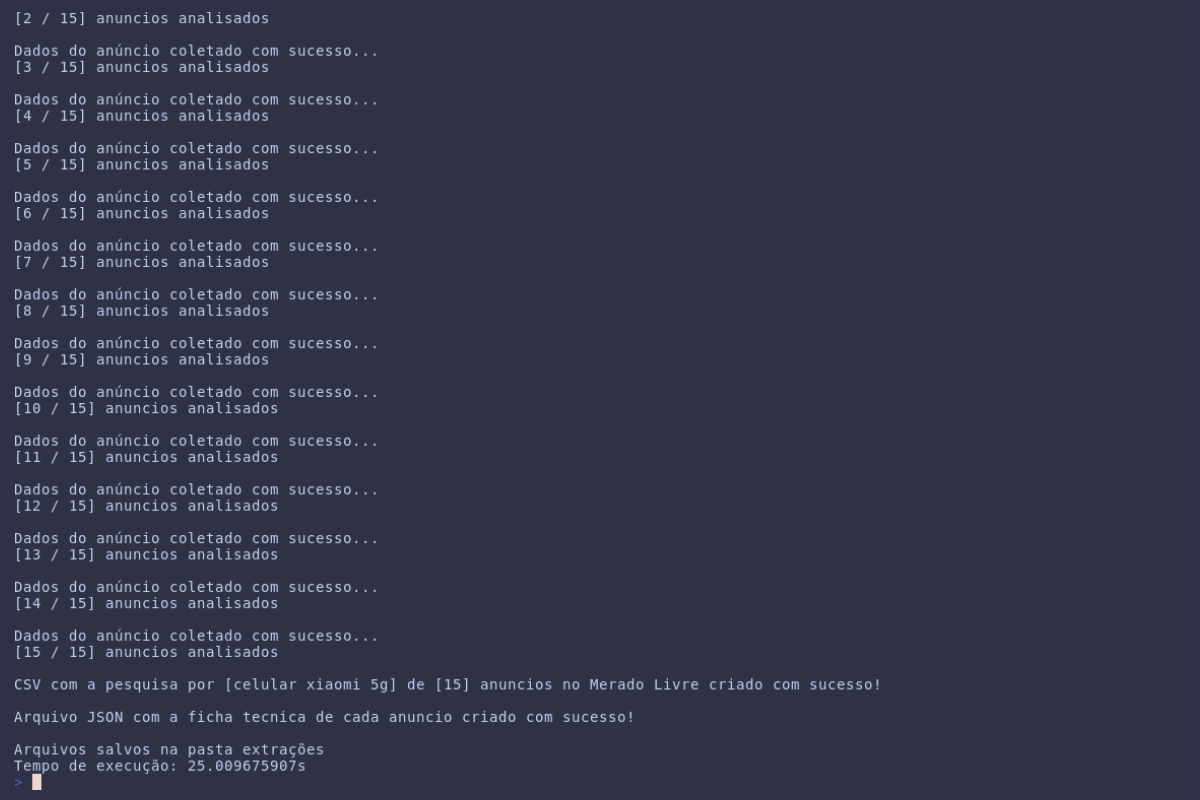 [2 / 15] anuncios analisados
Dados do anúncio coletado com sucesso...
[3 / 15] anuncios analisados
Dados do anúncio coletado com sucesso...
[4 / 15] anuncios analisados
Dados do anúncio coletado com sucesso...
[5 / 15] anuncios analisados
Dados do anúncio coletado com sucesso...
[6 / 15] anuncios analisados
Dados do anúncio coletado com sucesso...
[7 / 15] anuncios analisados
Dados do anúncio coletado com sucesso...
[8 / 15] anuncios analisados
Dados do anúncio coletado com sucesso...
[9 / 15] anuncios analisados
Dados do anúncio coletado com sucesso...
[10 / 15] anuncios analisados
Dados do anúncio coletado com sucesso...
[11 / 15] anuncios analisados
Dados do anúncio coletado com sucesso...
[12 / 15] anuncios analisados
Dados do anúncio coletado com sucesso...
[13 / 15] anuncios analisados
Dados do anúncio coletado com sucesso...
[14 / 15] anuncios analisados
Dados do anúncio coletado com sucesso...
[15 / 15] anuncios analisados
CSV com a pesquisa por [celular xiaomi 5g] de [15] anuncios no Merado Livre criado com sucesso!
Arquivo JSON com a ficha tecnica de cada anuncio criado com sucesso!
Arquivos salvos na pasta extrações
Tempo de execução: 25.009675907s
>